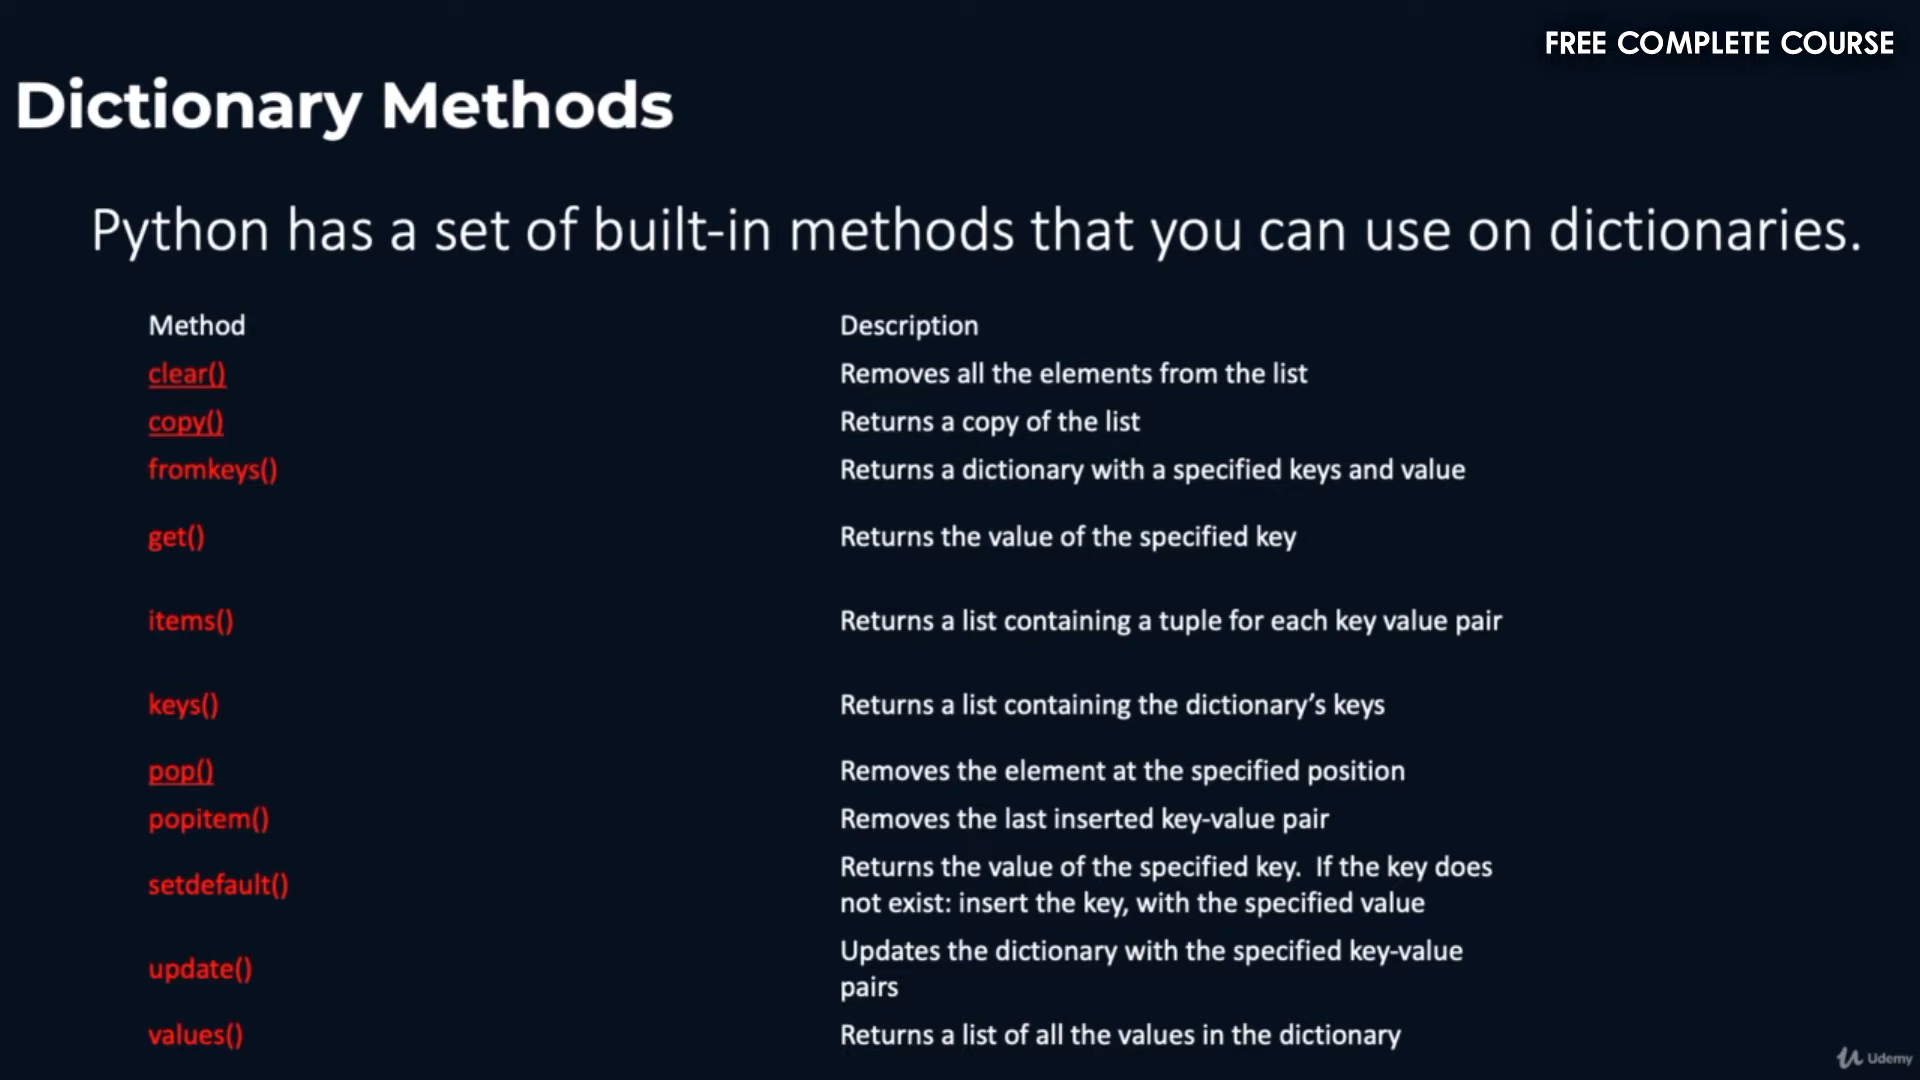 FREE COMPLETE COURSE
Dictionary Methods
Python has a set of built-in methods that you can use on dictionaries.
Method Description
clear() Removes all the elements from the list
copy() Returns a copy of the list
fromkeys() Returns a dictionary with a specified keys and value
get() Returns the value of the specified key
items() Returns a list containing a tuple for each key value pair
keys() Returns a list containing the dictionary’s keys
pop() Removes the element at the specified position
popitem() Removes the last inserted key-value pair
setdefault() Returns the value of the specified key.  If the key does
not exist: insert the key, with the specified value
update() Updates the dictionary with the specified key-value
pairs
values() Returns a list of all the values in the dictionary
Udemy